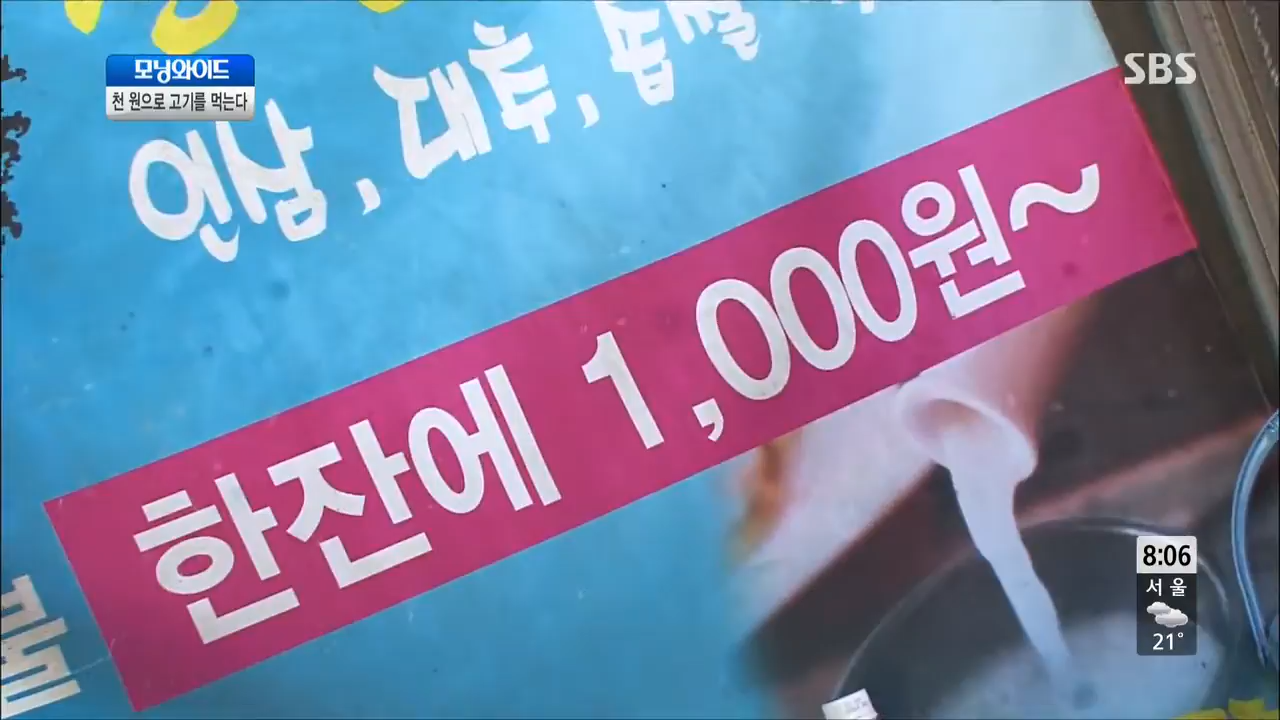 모닝와이드
천 원으로 고기를 먹는다
SBS
인삼, 대추,
한잔에 1,000원~
8:06
서울
21°